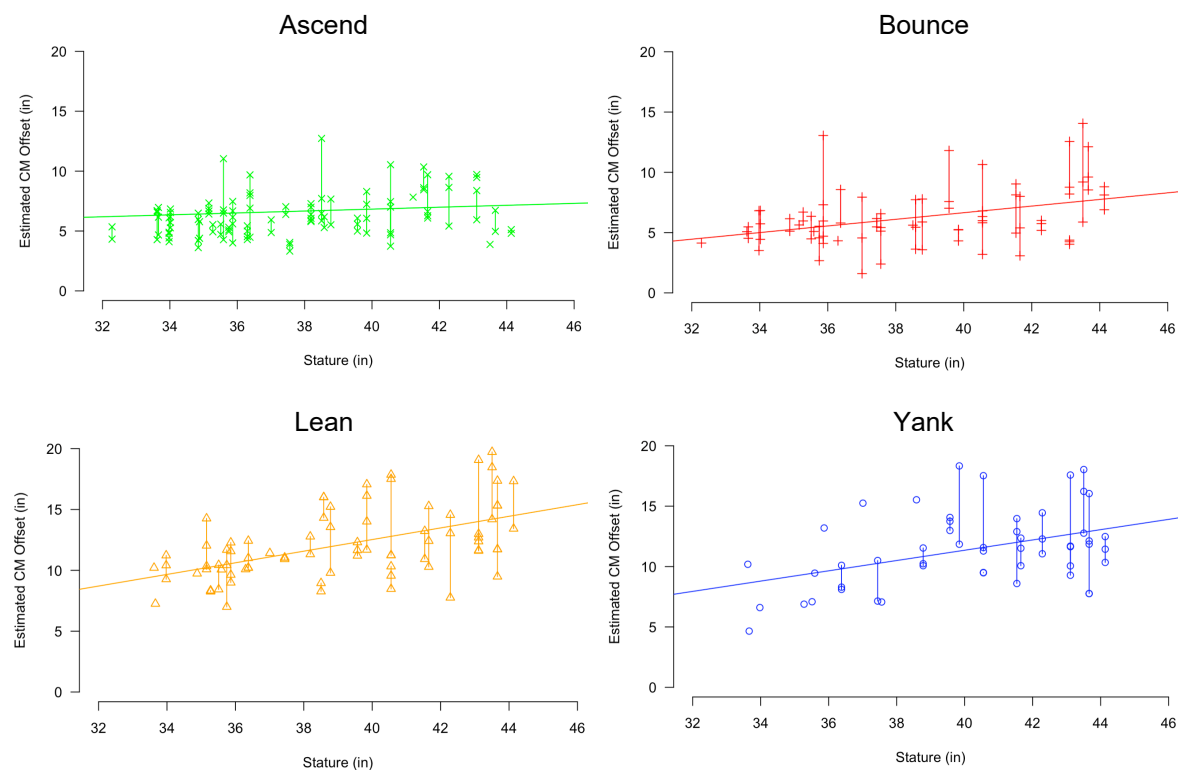 Ascend
Estimated CM Offset (in)
20
15
10
5
0
32 34 36 38 40 42 44 46
Stature (in)
Bounce
Estimated CM Offset (in)
20
15
10
5
0
32 34 36 38 40 42 44 46
Stature (in)
Lean
Estimated CM Offset (in)
20
15
10
5
0
32 34 36 38 40 42 44 46
Stature (in)
Yank
Estimated CM Offset (in)
20
15
10
5
0
32 34 36 38 40 42 44 46
Stature (in)